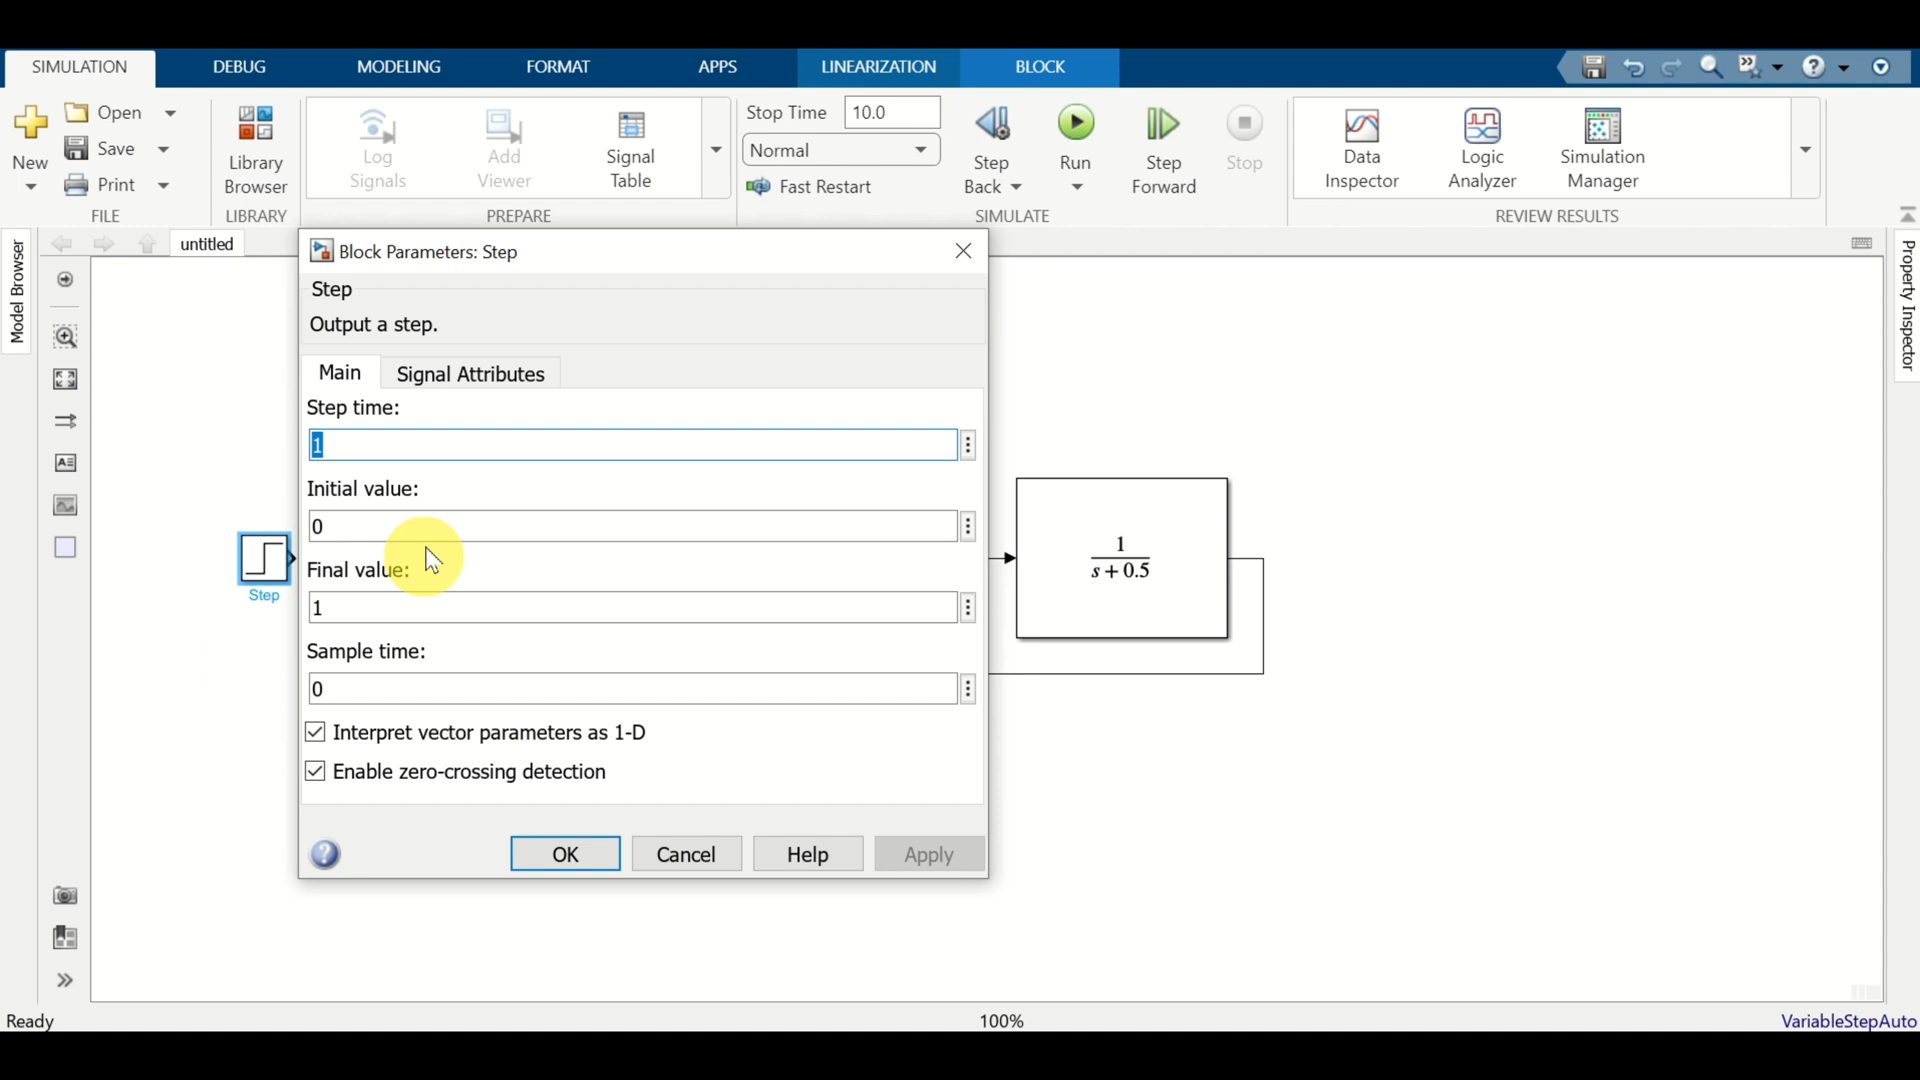 SIMULATION DEBUG MODELING FORMAT APPS LINEARIZATION BLOCK
New
Open
Save
Print
FILE
Library
Browser
LIBRARY
Log
Signals
Add
Viewer
Signal
Table
PREPARE
Stop Time 10.0
Normal
Fast Restart
Step
Back
Run
Step
Forward
Stop
SIMULATE
Data
Inspector
Logic
Analyzer
Simulation
Manager
REVIEW RESULTS
Model Browser
untitled
Property Inspector
Block Parameters: Step
Step
Output a step.
Main Signal Attributes
Step time:
1
Initial value:
0
Final value:
1
Sample time:
0
Interpret vector parameters as 1-D
Enable zero-crossing detection
OK Cancel Help Apply
Step
1
s + 0.5
Ready 100% VariableStepAuto